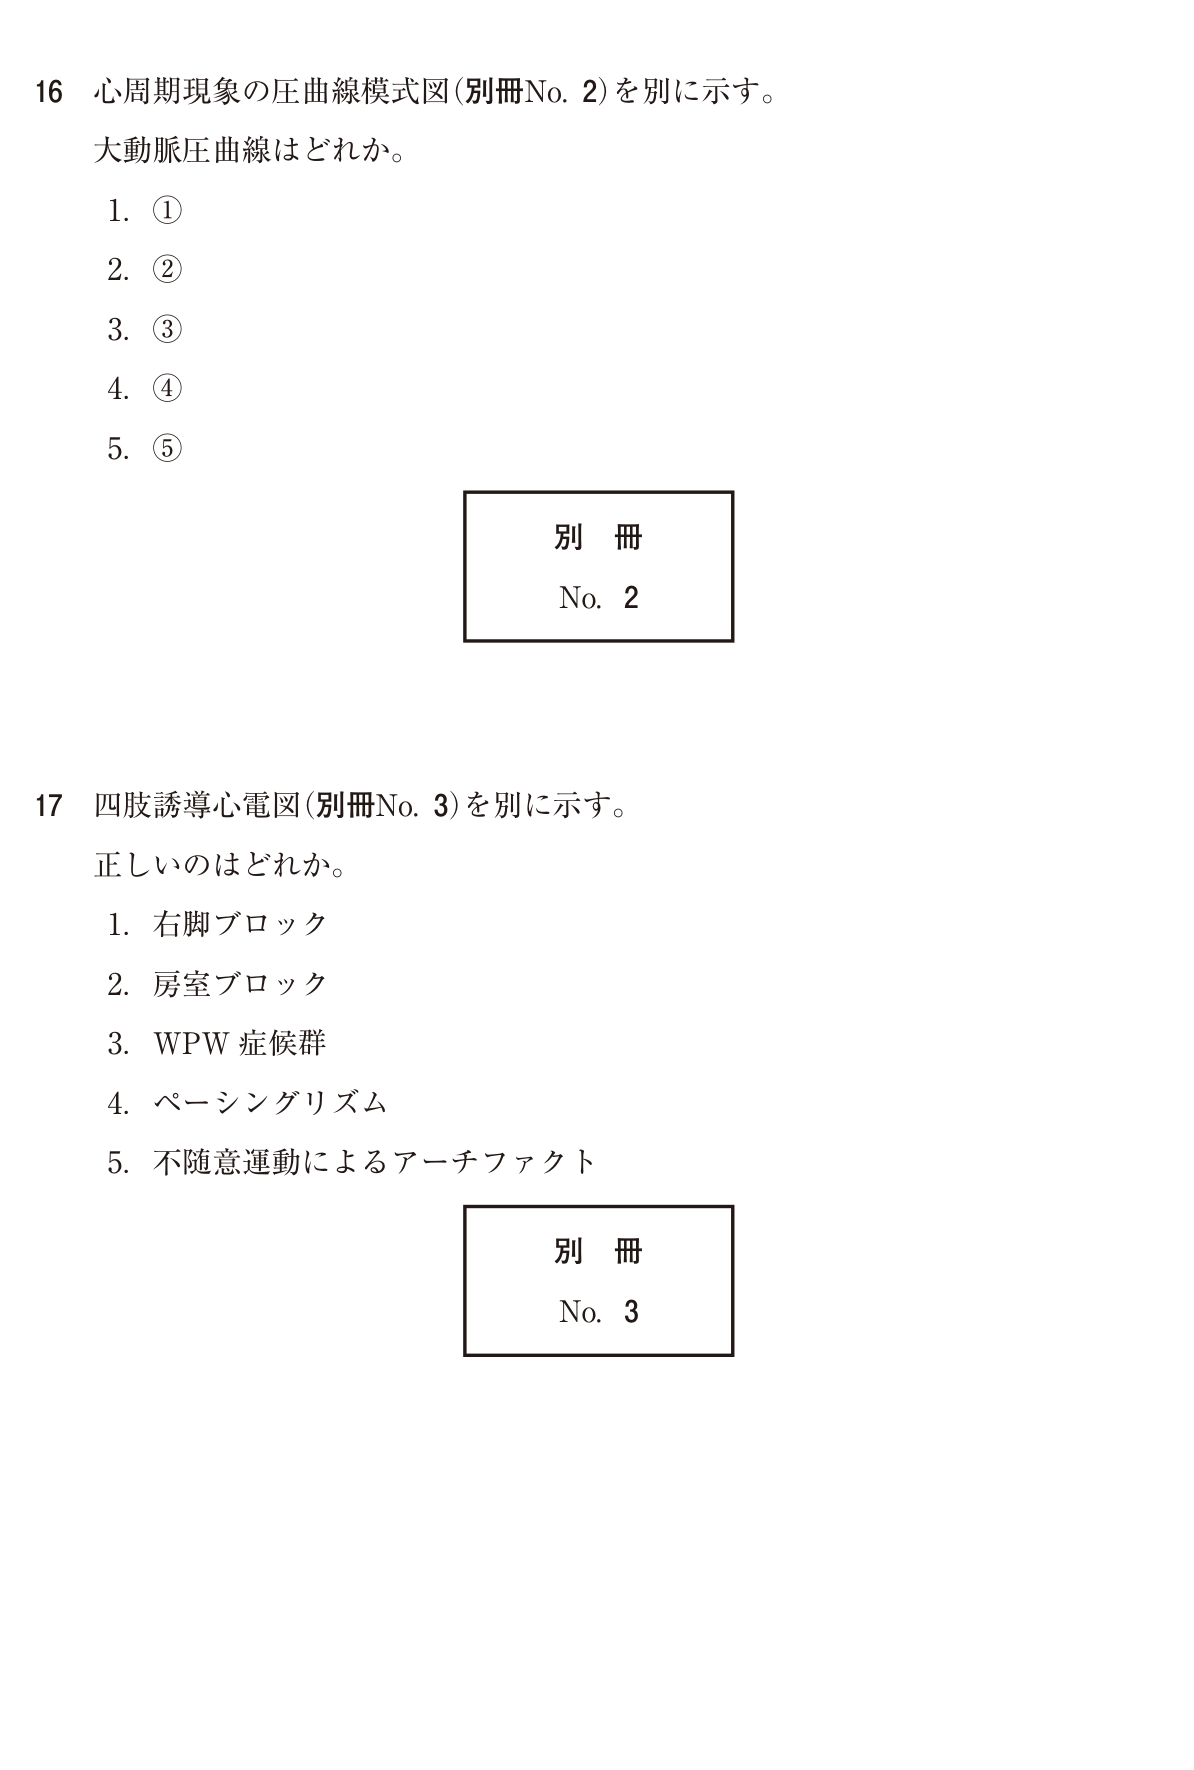 16 心周期現象の圧曲線模式図(別冊No. 2)を別に示す。
大動脈圧曲線はどれか。
1. ①
2. ②
3. ③
4. ④
5. ⑤
別 冊
No. 2
17 四肢誘導心電図(別冊No. 3)を別に示す。
正しいのはどれか。
1. 右脚ブロック
2. 房室ブロック
3. WPW 症候群
4. ペーシングリズム
5. 不随意運動によるアーチファクト
別 冊
No. 3